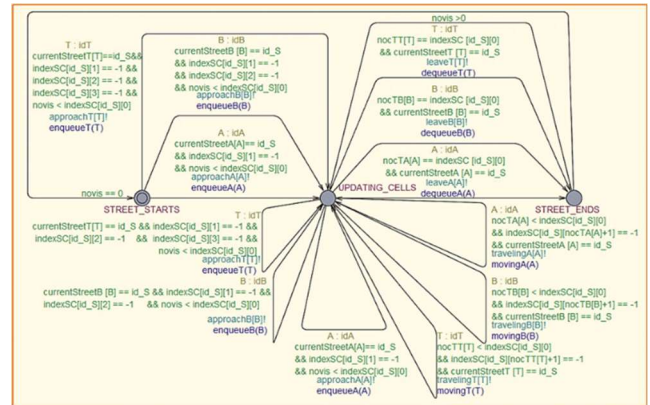 novis >0
T : idT
currentStreetT[T]==id_S&&
indexSC[id_S][1] == -1 &&
indexSC[id_S][2] == -1 &&
indexSC[id_S][3] == -1 &&
novis < indexSC[id_S][0]
approachT[T]!
enqueueT(T)
B : idB
currentStreetB [B] == id_S
&& indexSC[id_S][1] == -1
&& indexSC[id_S][2] == -1
&& novis < indexSC[id_S][0]
approachB[B]!
enqueueB(B)
A : idA
currentStreetA[A]== id_S
&& indexSC[id_S][1] == -1
&& novis < indexSC[id_S][0]
approachA[A]!
enqueueA(A)
T : idT
nocTT[T] == indexSC [id_S][0]
&& currentStreetT [T] == id_S
leaveT[T]!
dequeueT(T)
B : idB
nocTB[B] == indexSC [id_S][0]
&& currentStreetB [B] == id_S
leaveB[B]!
dequeueB(B)
A : idA
nocTA[A] == indexSC [id_S][0]
&& currentStreetA [A] == id_S
leaveA[A]!
dequeueA(A)
novis == 0
STREET_STARTS
UPDATING_CELLS
STREET_ENDS
T : idT
currentStreetT[T] == id_S && indexSC[id_S][1] == -1 &&
indexSC[id_S][2] == -1 && indexSC[id_S][3] == -1 &&
novis < indexSC[id_S][0]
approachT[T]!
enqueueT(T)
B : idB
currentStreetB [B] == id_S && indexSC[id_S][1] == -1 &&
indexSC[id_S][2] == -1 && novis < indexSC[id_S][0]
approachB[B]!
enqueueB(B)
A : idA
currentStreetA[A]== id_S
&& indexSC[id_S][1] == -1
&& novis < indexSC[id_S][0]
approachA[A]!
enqueueA(A)
A : idA
nocTA[A] < indexSC[id_S][0]
&& indexSC[id_S][nocTA[A]+1] == -1
&& currentStreetA [A] == id_S
travelingA[A]!
movingA(A)
B : idB
nocTB[B] < indexSC[id_S][0]
&& indexSC[id_S][nocTB[B]+1] == -1
&& currentStreetB [B] == id_S
travelingB[B]!
movingB(B)
T : idT
nocTT[T] < indexSC[id_S][0]
&& indexSC[id_S][nocTT[T]+1] == -1
&& currentStreetT [T] == id_S
travelingT[T]!
movingT(T)